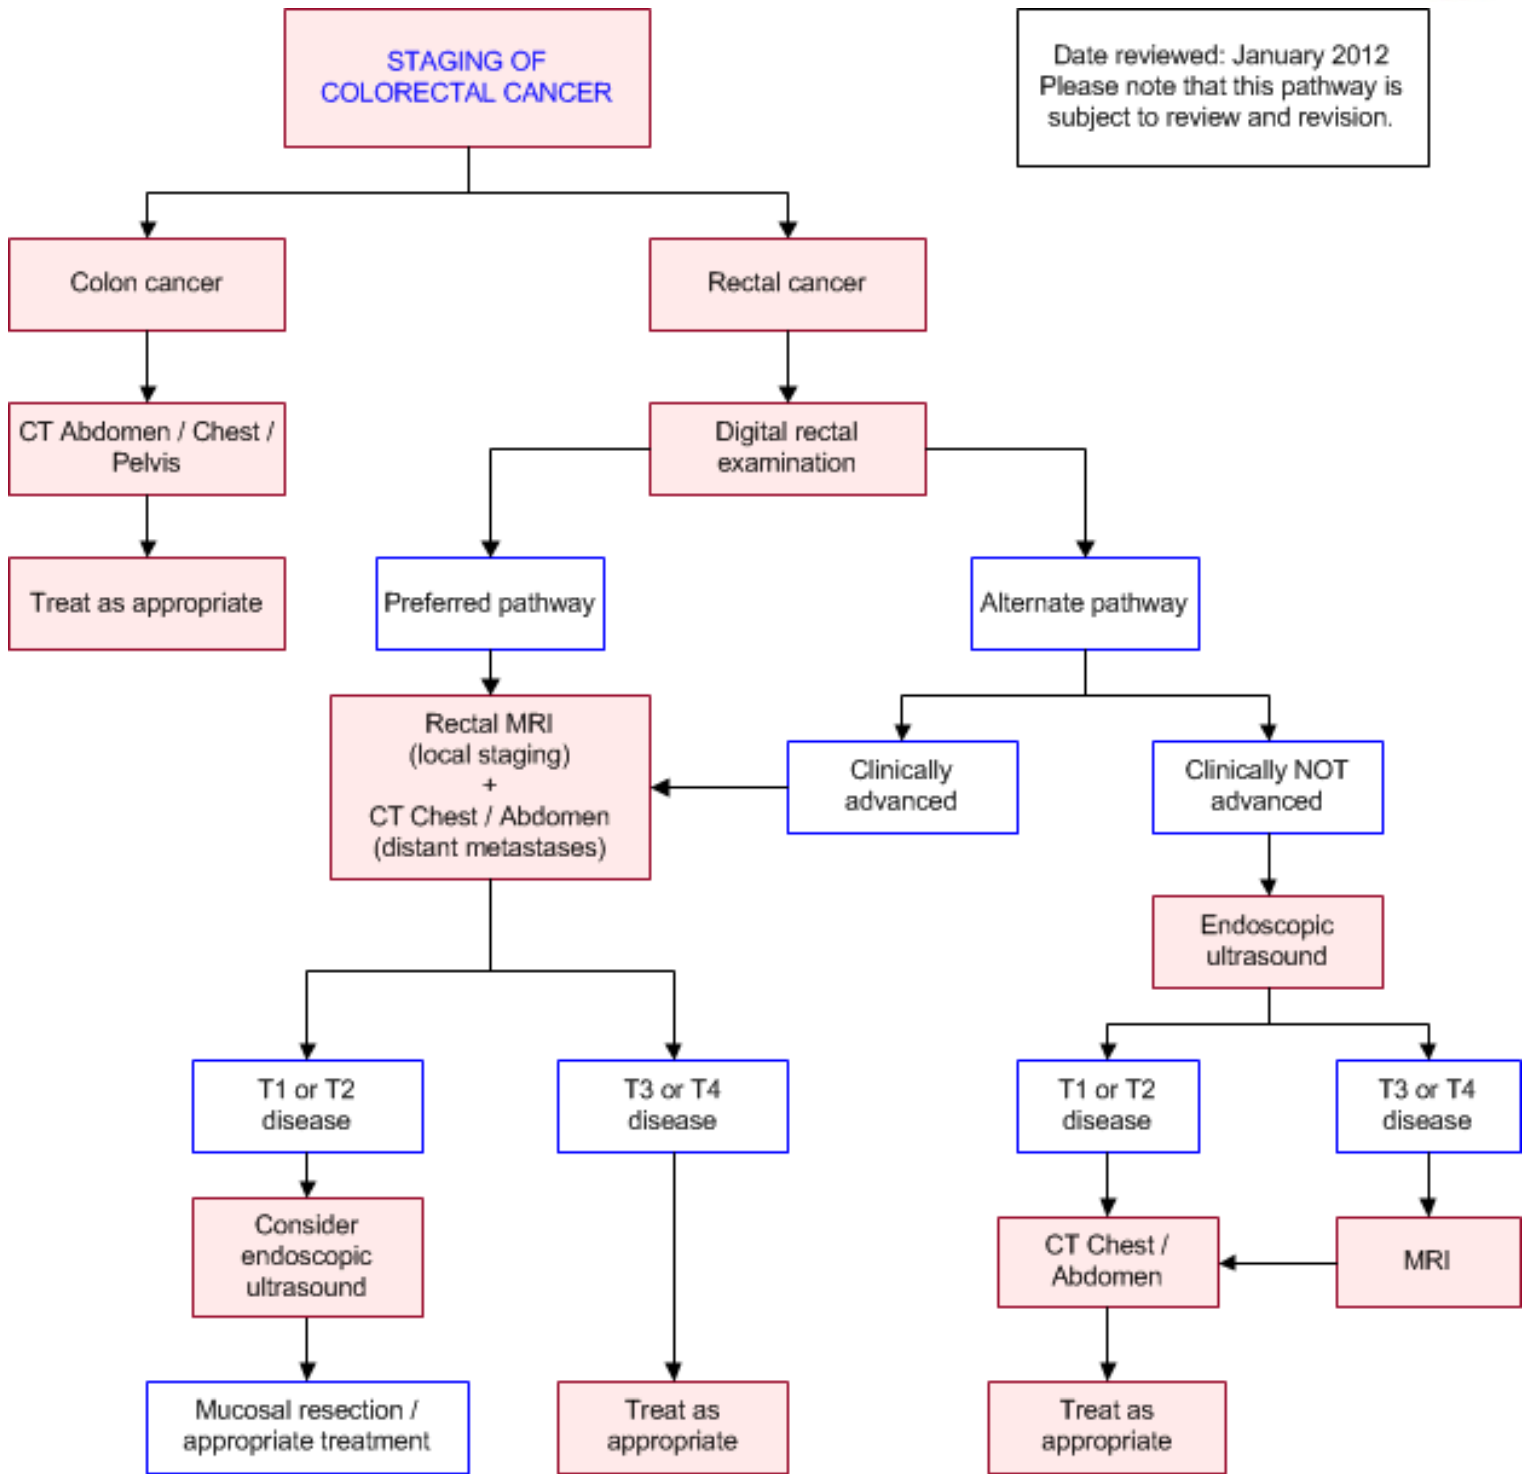 STAGING OF
COLORECTAL CANCER
Date reviewed: January 2012
Please note that this pathway is
subject to review and revision.
Colon cancer
Rectal cancer
CT Abdomen / Chest /
Pelvis
Digital rectal
examination
Treat as appropriate
Preferred pathway
Alternate pathway
Rectal MRI
(local staging)
+
CT Chest / Abdomen
(distant metastases)
Clinically
advanced
Clinically NOT
advanced
Endoscopic
ultrasound
T1 or T2
disease
T3 or T4
disease
T1 or T2
disease
T3 or T4
disease
Consider
endoscopic
ultrasound
CT Chest /
Abdomen
MRI
Mucosal resection /
appropriate treatment
Treat as
appropriate
Treat as
appropriate